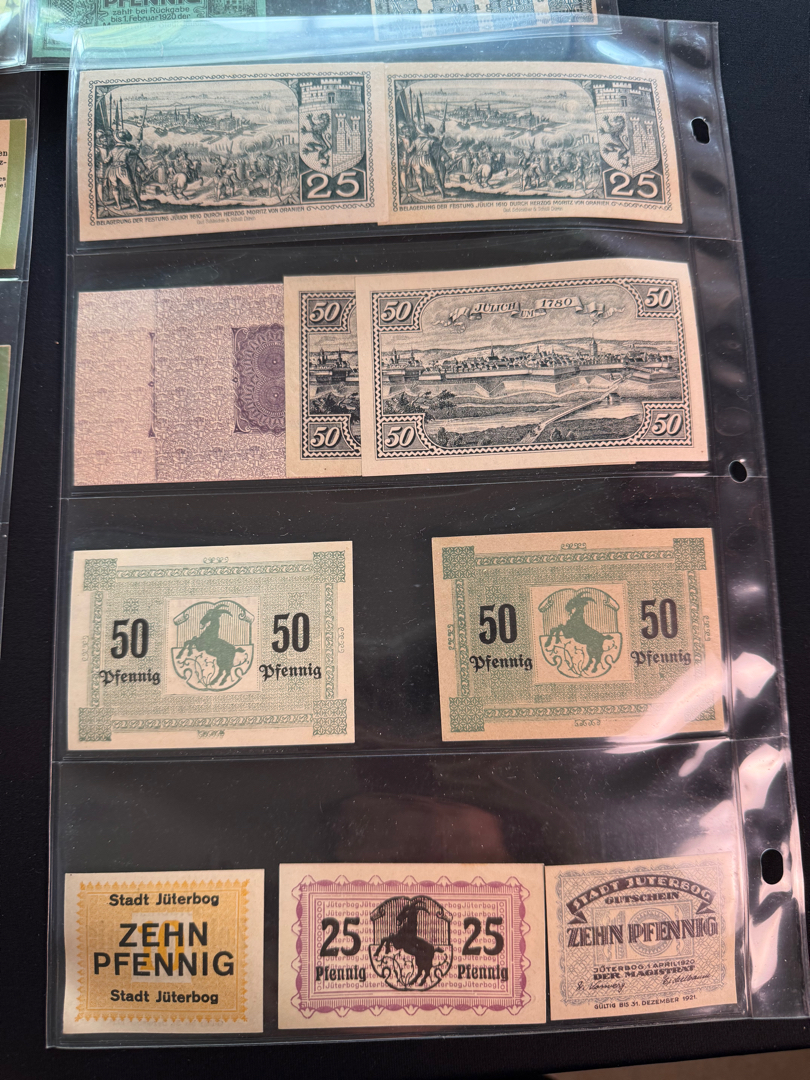 PFENNIG
zahlt bei Rückgabe
bis 1. Februar 1920 der
25
BELAGERUNG DER FESTUNG JÜLICH 1610 DURCH HERZOG MORITZ VON ORANIEN
25
BELAGERUNG DER FESTUNG JÜLICH 1610 DURCH HERZOG MORITZ VON ORANIEN
50
50
50 JÜLICH UM 1780 50
50 50
50 50
Pfennig Pfennig
50 50
Pfennig Pfennig
Stadt Jüterbog
ZEHN
PFENNIG
Stadt Jüterbog
25 25
Pfennig Pfennig
STADT JÜTERBOG
GUTSCHEIN
10
ZEHN PFENNIG
JÜTERBOG, 1. APRIL 1920
DER MAGISTRAT
GÜLTIG BIS 31. DEZEMBER 1921.